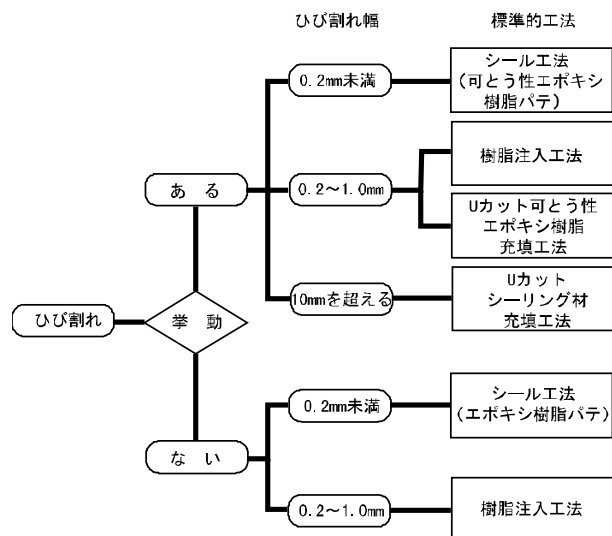 ひび割れ幅
標準的工法
0.2mm未満
シール工法
(可とう性エポキシ
樹脂パテ)
樹脂注入工法
ある
0.2～1.0mm
Uカット可とう性
エポキシ樹脂
充填工法
10mmを超える
Uカット
シーリング材
充填工法
ひび割れ
挙動
0.2mm未満
シール工法
(エポキシ樹脂パテ)
ない
0.2～1.0mm
樹脂注入工法